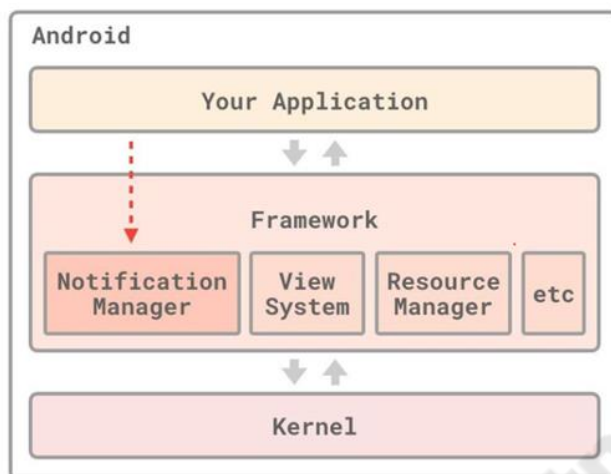 Android
Your Application
Framework
Notification
Manager
View
System
Resource
Manager
etc
Kernel